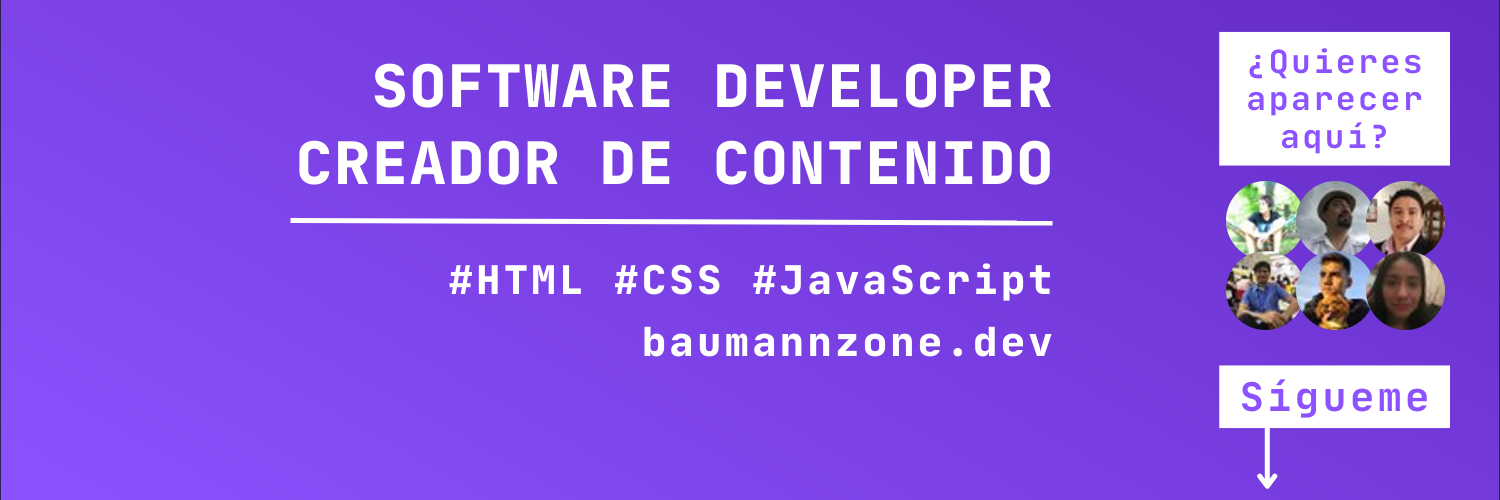 SOFTWARE DEVELOPER
CREADOR DE CONTENIDO
#HTML #CSS #JavaScript
baumannzone.dev
¿Quieres
aparecer
aquí?
Sígueme